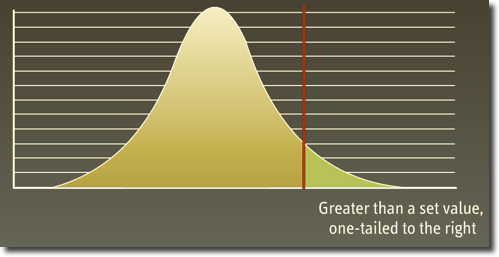 Greater than a set value,
one-tailed to the right